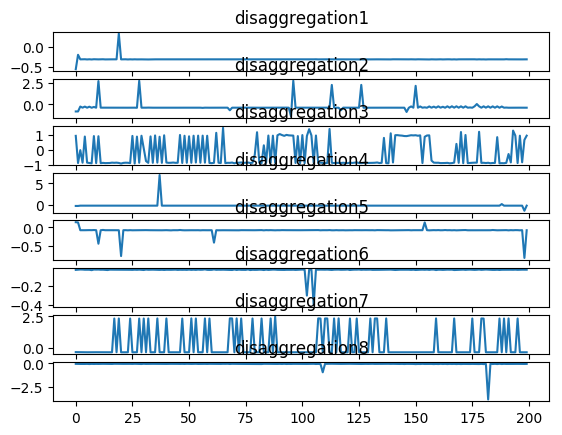 disaggregation1
0.0
−0.5
disaggregation2
2.5
0.0
disaggregation3
1
0
−1
disaggregation4
5
0
disaggregation5
0.0
−0.5
disaggregation6
−0.2
−0.4
disaggregation7
2.5
0.0
disaggregation8
0.0
−2.5
0 25 50 75 100 125 150 175 200